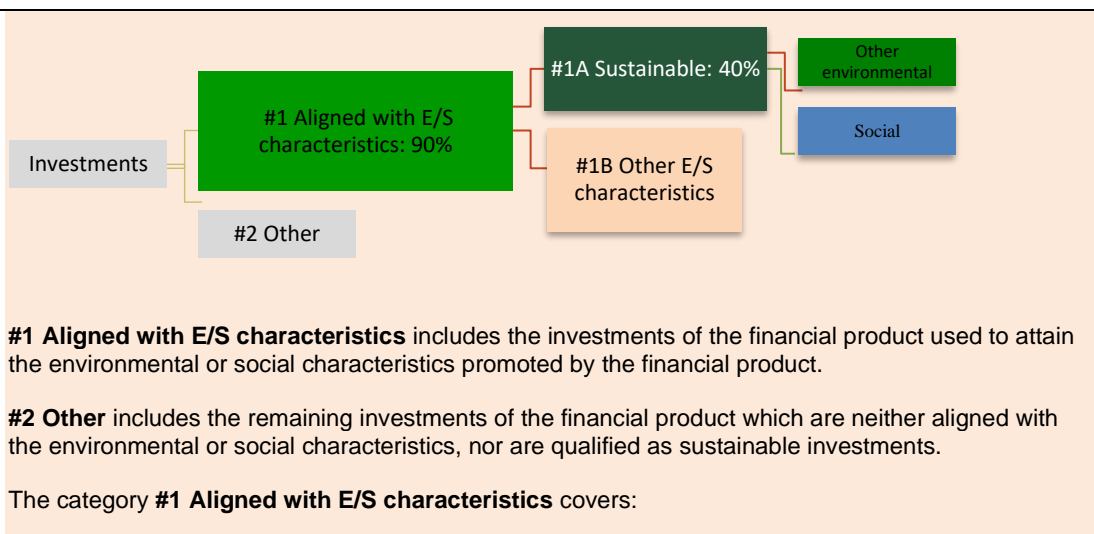 Other
environmental
#1A Sustainable: 40%
#1 Aligned with E/S
characteristics: 90%
Social
Investments
#1B Other E/S
characteristics
#2 Other
#1 Aligned with E/S characteristics includes the investments of the financial product used to attain
the environmental or social characteristics promoted by the financial product.
#2 Other includes the remaining investments of the financial product which are neither aligned with
the environmental or social characteristics, nor are qualified as sustainable investments.
The category #1 Aligned with E/S characteristics covers: